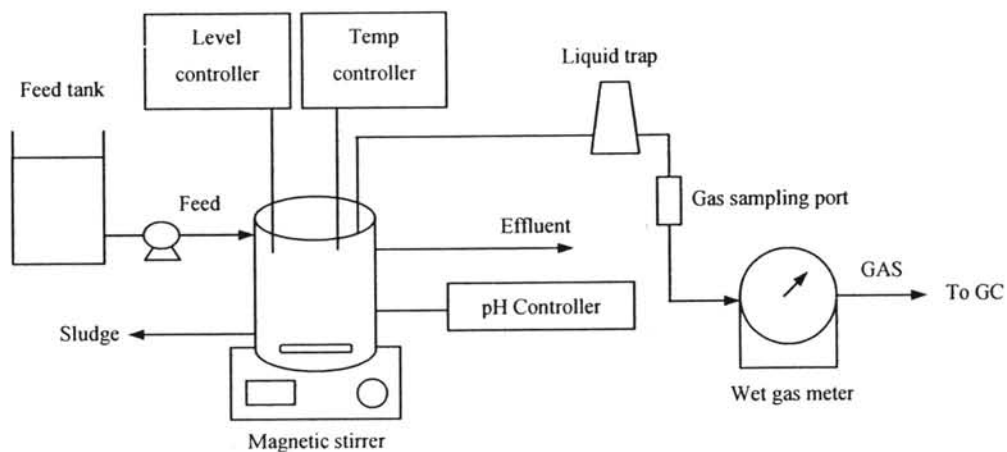 Level
controller
Temp
controller
Liquid trap
Feed tank
Feed
Gas sampling port
Effluent
GAS
To GC
pH Controller
Sludge
Wet gas meter
Magnetic stirrer